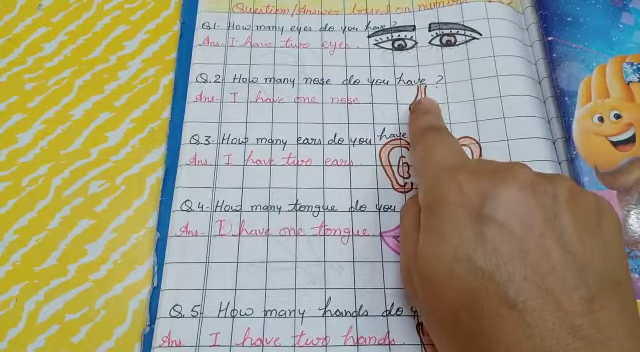 Question/Answer based on num
Q.1- How many eyes do you have?
Ans- I have two eyes.
Q.2- How many nose do you have ?
Ans- I have one nose
Q.3- How many ears do you have
Ans- I have two ears
Q.4- How many tongue do you
Ans- I have one tongue
Q.5- How many hands do y
Ans. I have two hands.